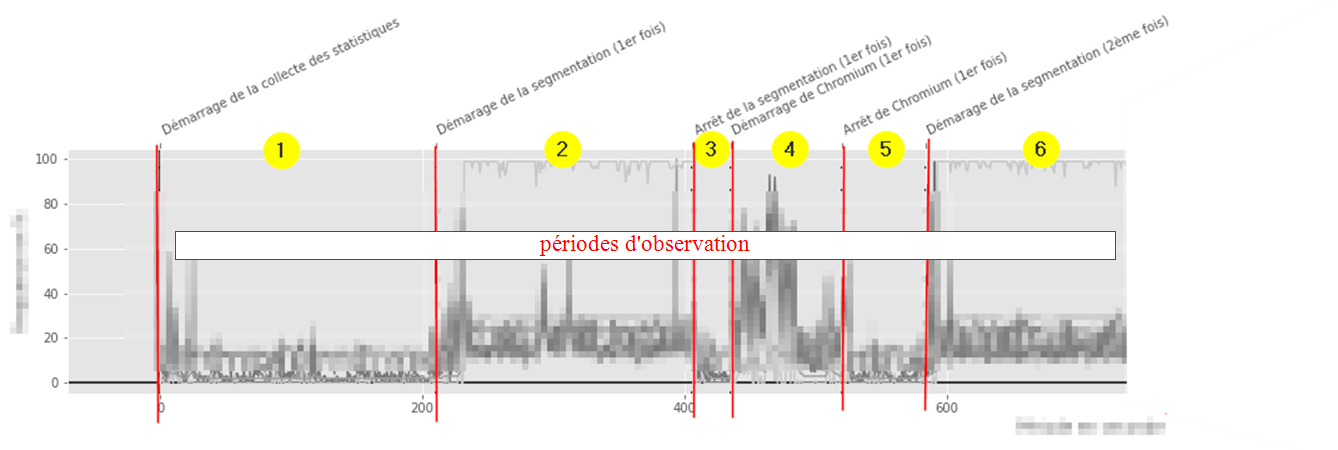 Démarrage de la collecte des statistiques
Démarage de la segmentation (1er fois)
Arrêt de la segmentation (1er fois)
Démarrage de Chromium (1er fois)
Arrêt de Chromium (1er fois)
Démarage de la segmentation (2ème fois)
1
2
3
4
5
6
100
80
60
40
20
0
périodes d'observation
0
200
400
600